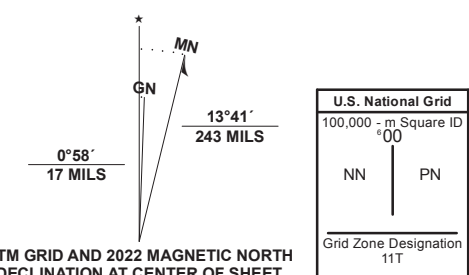 ★
MN
GN
13°41´
243 MILS
0°58´
17 MILS
TM GRID AND 2022 MAGNETIC NORTH
DECLINATION AT CENTER OF SHEET
U.S. National Grid
100,000 - m Square ID
⁶00
NN
PN
Grid Zone Designation
11T